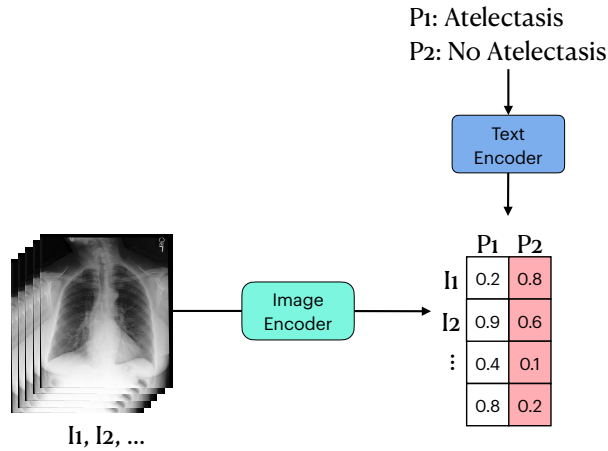 P1: Atelectasis
P2: No Atelectasis
Text
Encoder
P1 P2
I1 0.2 0.8
Image
Encoder
I2 0.9 0.6
⋮ 0.4 0.1
0.8 0.2
I1, I2, ...